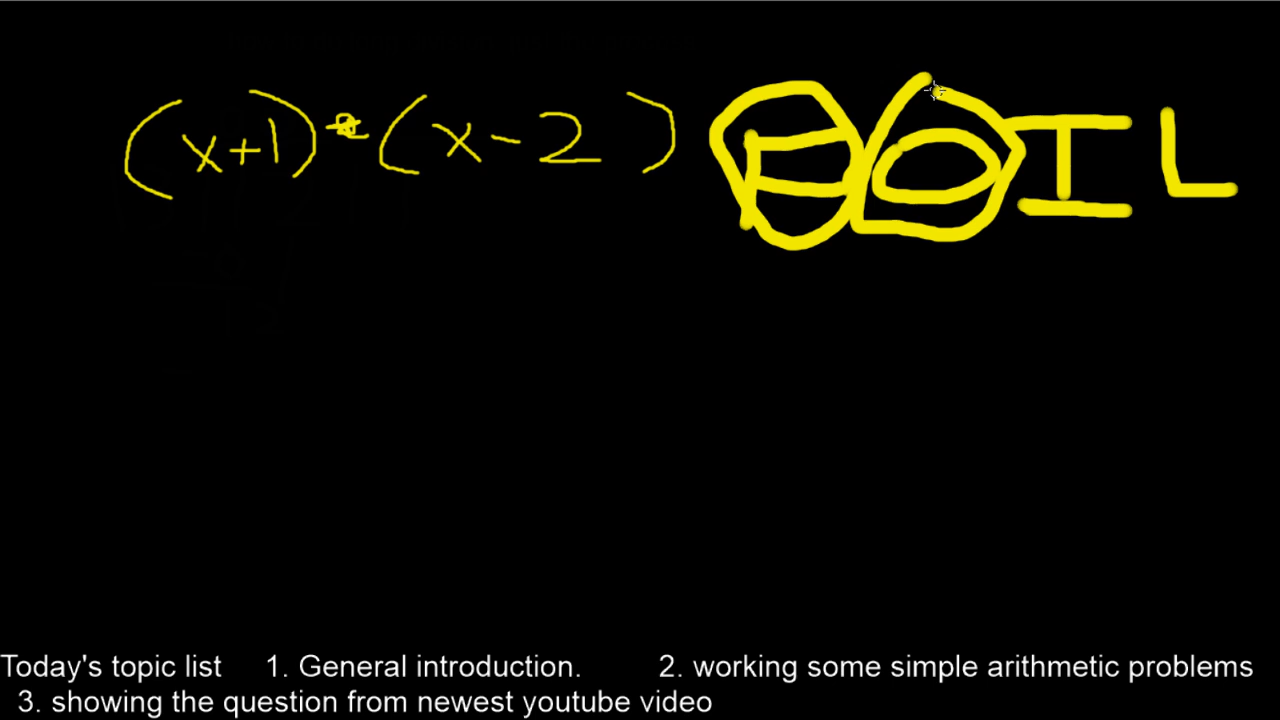 (x+1) * (x-2) FOIL
Today's topic list 1. General introduction. 2. working some simple arithmetic problems
3. showing the question from newest youtube video